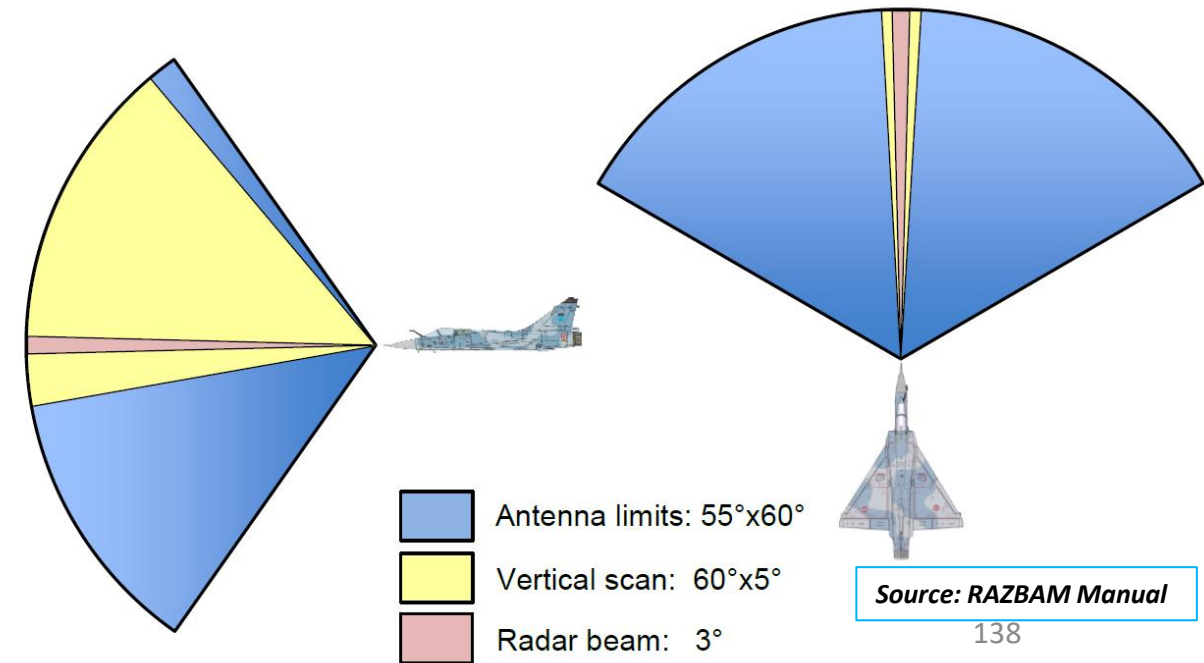 Antenna limits: 55°x60°
Vertical scan: 60°x5°
Radar beam: 3°
Source: RAZBAM Manual
138